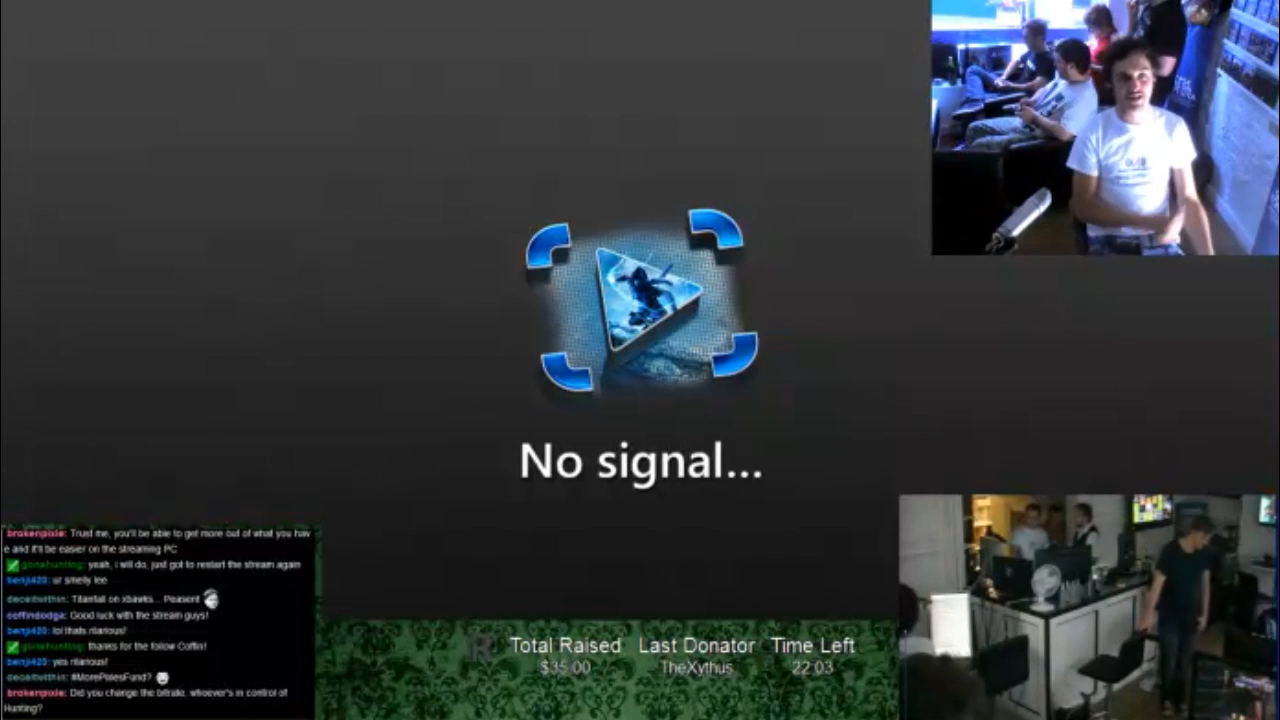 No signal...
brokenpixle: Trust me, you'll be able to get more out of what you hav
e and it'll be easier on the streaming PC
gonehunting: yeah, i will do, just got to restart the stream again
benji420: ur smelly lee
deceitwithin: Titanfall on xbawks... Peasent
coffindodga: Good luck with the stream guys!
benji420: lol thats rilarious!
gonehunting: thanks for the follow Coffin!
benji420: yes rilarious!
deceitwithin: #MorePixlesFund?
brokenpixle: Did you change the bitrate, whoever's in control of
Hunting?
Total Raised Last Donator Time Left
$35.00 TheXythus 22:03